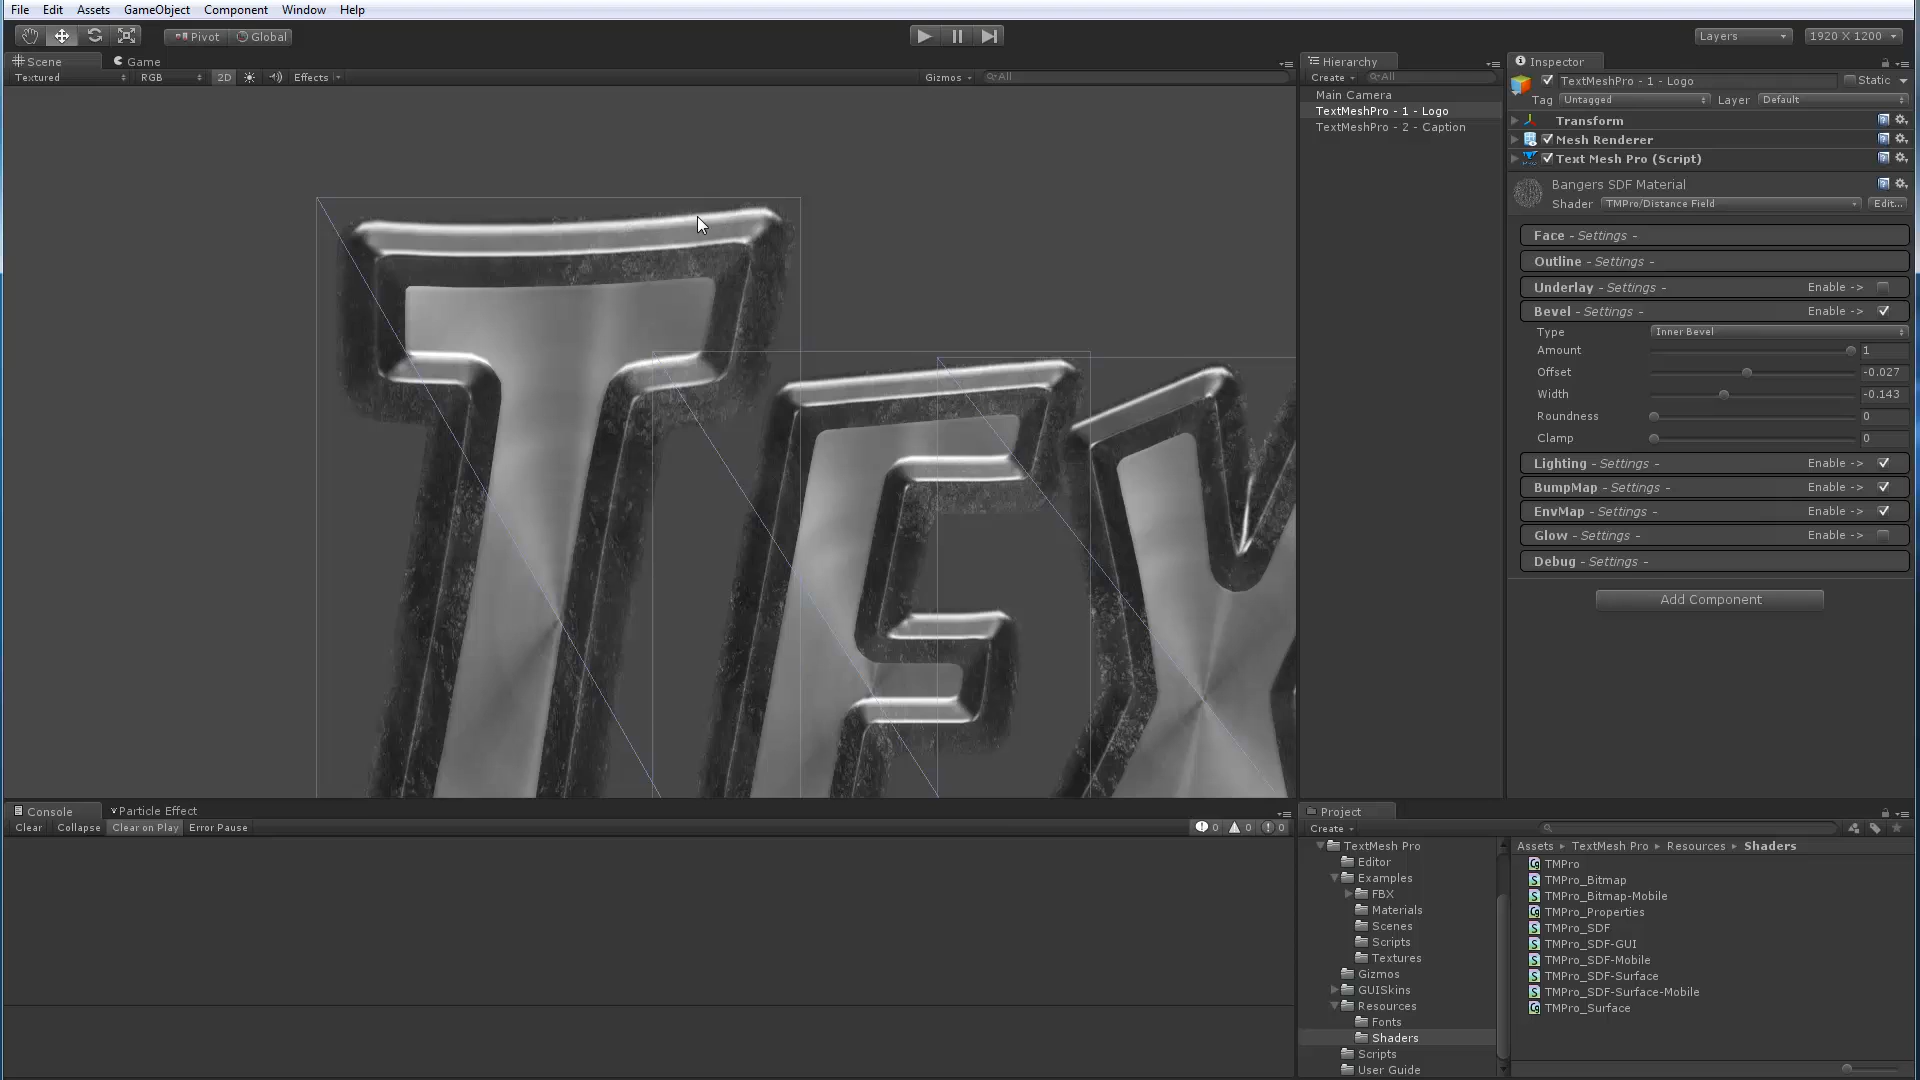 File Edit Assets GameObject Component Window Help
Pivot Global
Layers 1920 X 1200
Scene Game
Textured RGB 2D Effects Gizmos All
TEX
Console Particle Effect
Clear Collapse Clear on Play Error Pause 0 0 0
Hierarchy
Create All
Main Camera
TextMeshPro - 1 - Logo
TextMeshPro - 2 - Caption
Inspector
TextMeshPro - 1 - Logo Static
Tag Untagged Layer Default
Transform
Mesh Renderer
Text Mesh Pro (Script)
Bangers SDF Material
Shader TMPro/Distance Field Edit...
Face - Settings -
Outline - Settings -
Underlay - Settings - Enable ->
Bevel - Settings - Enable ->
Type Inner Bevel
Amount 1
Offset -0.027
Width -0.143
Roundness 0
Clamp 0
Lighting - Settings - Enable ->
BumpMap - Settings - Enable ->
EnvMap - Settings - Enable ->
Glow - Settings - Enable ->
Debug - Settings -
Add Component
Project
Create
TextMesh Pro
Editor
Examples
FBX
Materials
Scenes
Scripts
Textures
Gizmos
GUISkins
Resources
Fonts
Shaders
Scripts
User Guide
Assets TextMesh Pro Resources Shaders
TMPro
TMPro_Bitmap
TMPro_Bitmap-Mobile
TMPro_Properties
TMPro_SDF
TMPro_SDF-GUI
TMPro_SDF-Mobile
TMPro_SDF-Surface
TMPro_SDF-Surface-Mobile
TMPro_Surface